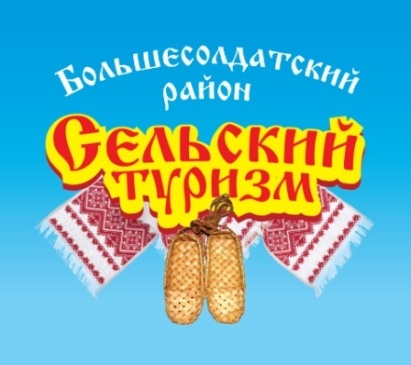 Большесолдатский
район
Сельский
туризм